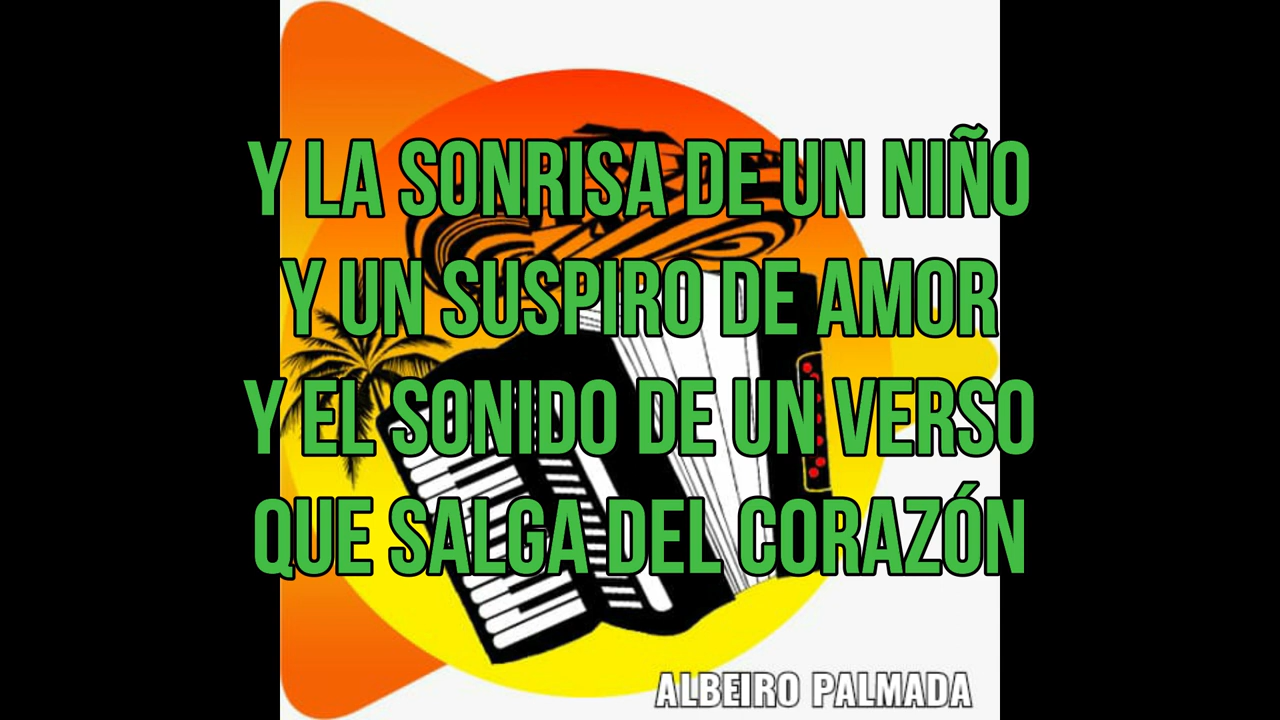 Y LA SONRISA DE UN NIÑO
Y UN SUSPIRO DE AMOR
Y EL SONIDO DE UN VERSO
QUE SALGA DEL CORAZÓN
ALBEIRO PALMADA